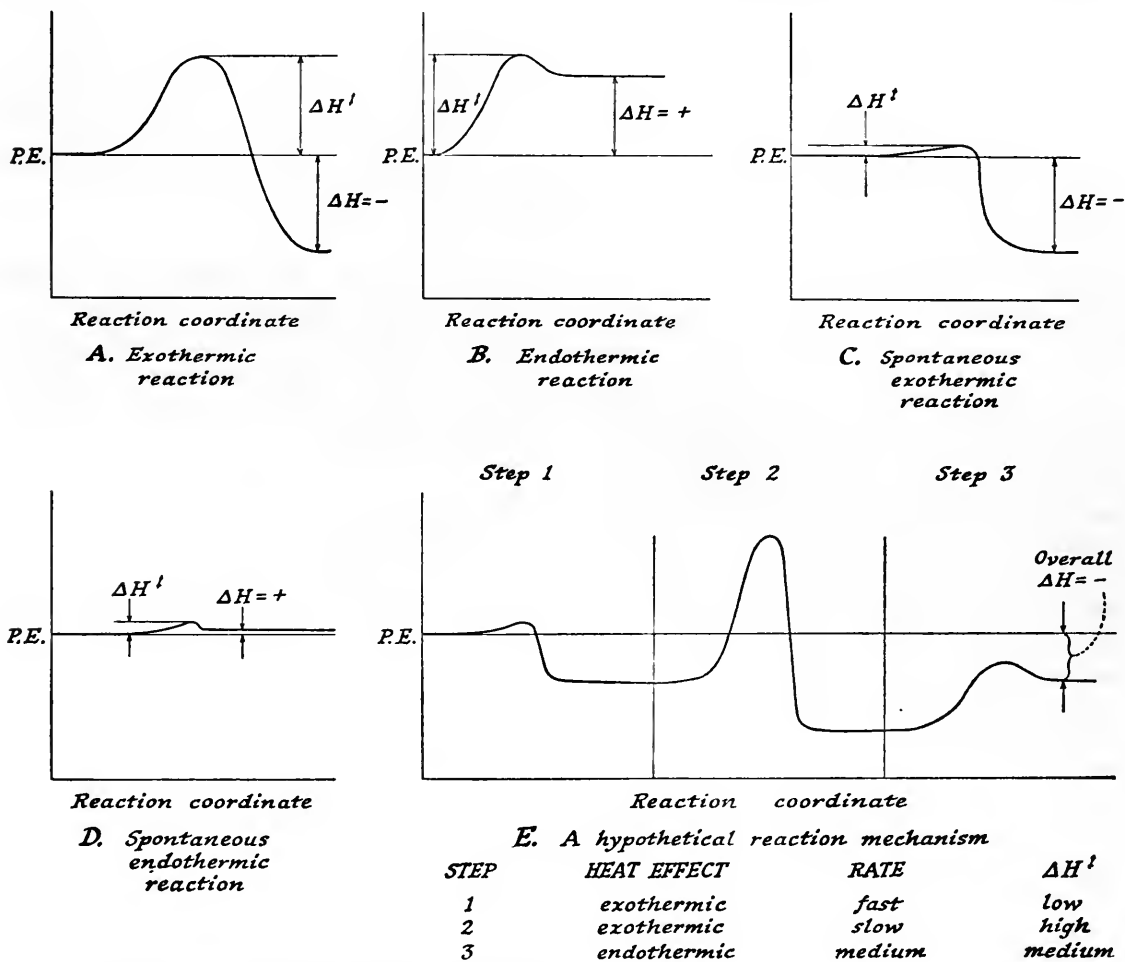 ΔH‡
P.E.
ΔH = -
Reaction coordinate
A. Exothermic
reaction
ΔH‡
ΔH = +
P.E.
Reaction coordinate
B. Endothermic
reaction
ΔH‡
P.E.
ΔH = -
Reaction coordinate
C. Spontaneous
exothermic
reaction
ΔH‡
ΔH = +
P.E.
Reaction coordinate
D. Spontaneous
endothermic
reaction
Step 1 Step 2 Step 3
Overall
ΔH = -
P.E.
Reaction coordinate
E. A hypothetical reaction mechanism
STEP HEAT EFFECT RATE ΔH‡
1 exothermic fast low
2 exothermic slow high
3 endothermic medium medium